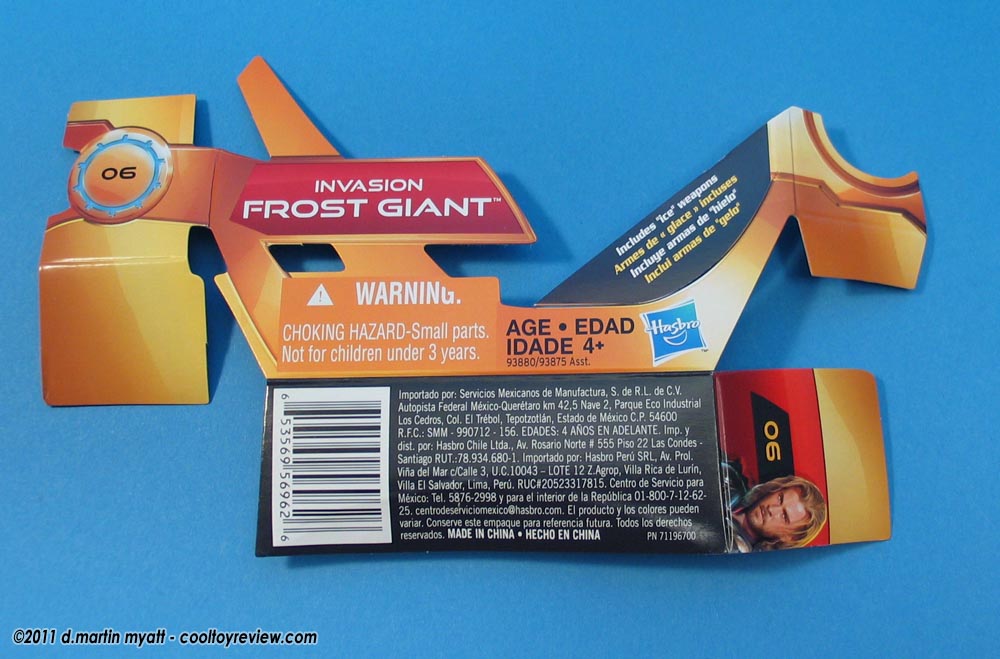 06
INVASION
FROST GIANT™
Includes "ice" weapons
Armes de « glace » incluses
Incluye armas de "hielo"
Inclui armas de "gelo"
WARNING.
CHOKING HAZARD-Small parts.
Not for children under 3 years.
AGE • EDAD
IDADE 4+
93880/93875 Asst.
Hasbro
6 53569 56962 6
Importado por: Servicios Mexicanos de Manufactura, S. de R.L. de C.V.
Autopista Federal México-Querétaro km 42,5 Nave 2, Parque Eco Industrial
Los Cedros, Col. El Trébol, Tepotzotlán, Estado de México C.P. 54600
R.F.C.: SMM - 990712 - 156. EDADES: 4 AÑOS EN ADELANTE. Imp. y
dist. por: Hasbro Chile Ltda., Av. Rosario Norte # 555 Piso 22 Las Condes -
Santiago RUT.:78.934.680-1. Importado por: Hasbro Perú SRL, Av. Prol.
Viña del Mar c/Calle 3, U.C.10043 – LOTE 12 Z.Agrop, Villa Rica de Lurín,
Villa El Salvador, Lima, Perú. RUC#20523317815. Centro de Servicio para
México: Tel. 5876-2998 y para el interior de la República 01-800-7-12-62-
25. centrodeserviciomexico@hasbro.com. El producto y los colores pueden
variar. Conserve este empaque para referencia futura. Todos los derechos
reservados. MADE IN CHINA • HECHO EN CHINA
PN 71196700
06
©2011 d.martin myatt - cooltoyreview.com